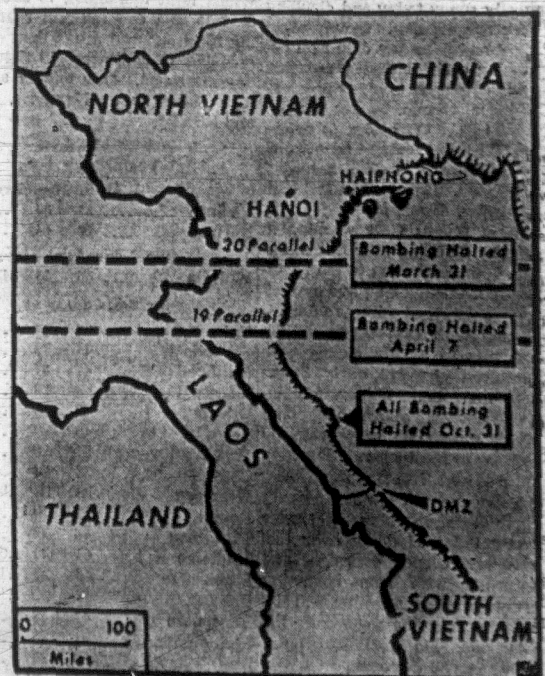 CHINA
NORTH VIETNAM
HAIPHONG
HANOI
20 Parallel
Bombing Halted
March 31
19 Parallel
Bombing Halted
April 7
LAOS
All Bombing
Halted Oct. 31
DMZ
THAILAND
SOUTH
VIETNAM
0 100
Miles